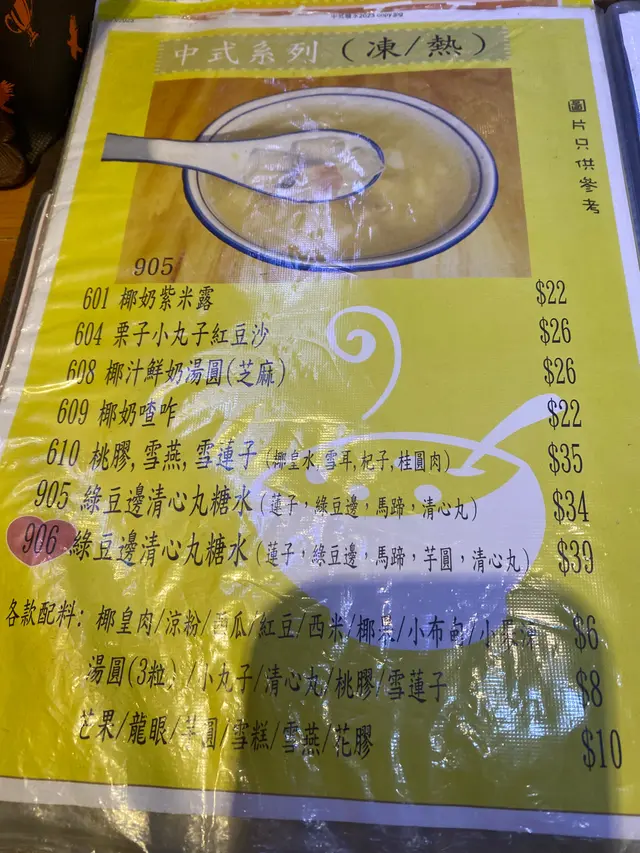 中式系列（凍/熱）
圖片只供參考
905
601 椰奶紫米露 $22
604 栗子小丸子紅豆沙 $26
608 椰汁鮮奶湯圓(芝麻) $26
609 椰奶喳咋 $22
610 桃膠,雪燕,雪蓮子(椰皇水,雪耳,杞子,桂圓肉) $35
905 綠豆邊清心丸糖水(蓮子，綠豆邊，馬蹄，清心丸) $34
906 綠豆邊清心丸糖水(蓮子，綠豆邊，馬蹄，芋圓，清心丸) $39
各款配料: 椰皇肉/涼粉/西瓜/紅豆/西米/椰果/小布甸/ $6
湯圓(3粒) /小丸子/清心丸/桃膠/雪蓮子 $8
芒果/龍眼/芋圓/雪糕/雪燕/花膠 $10